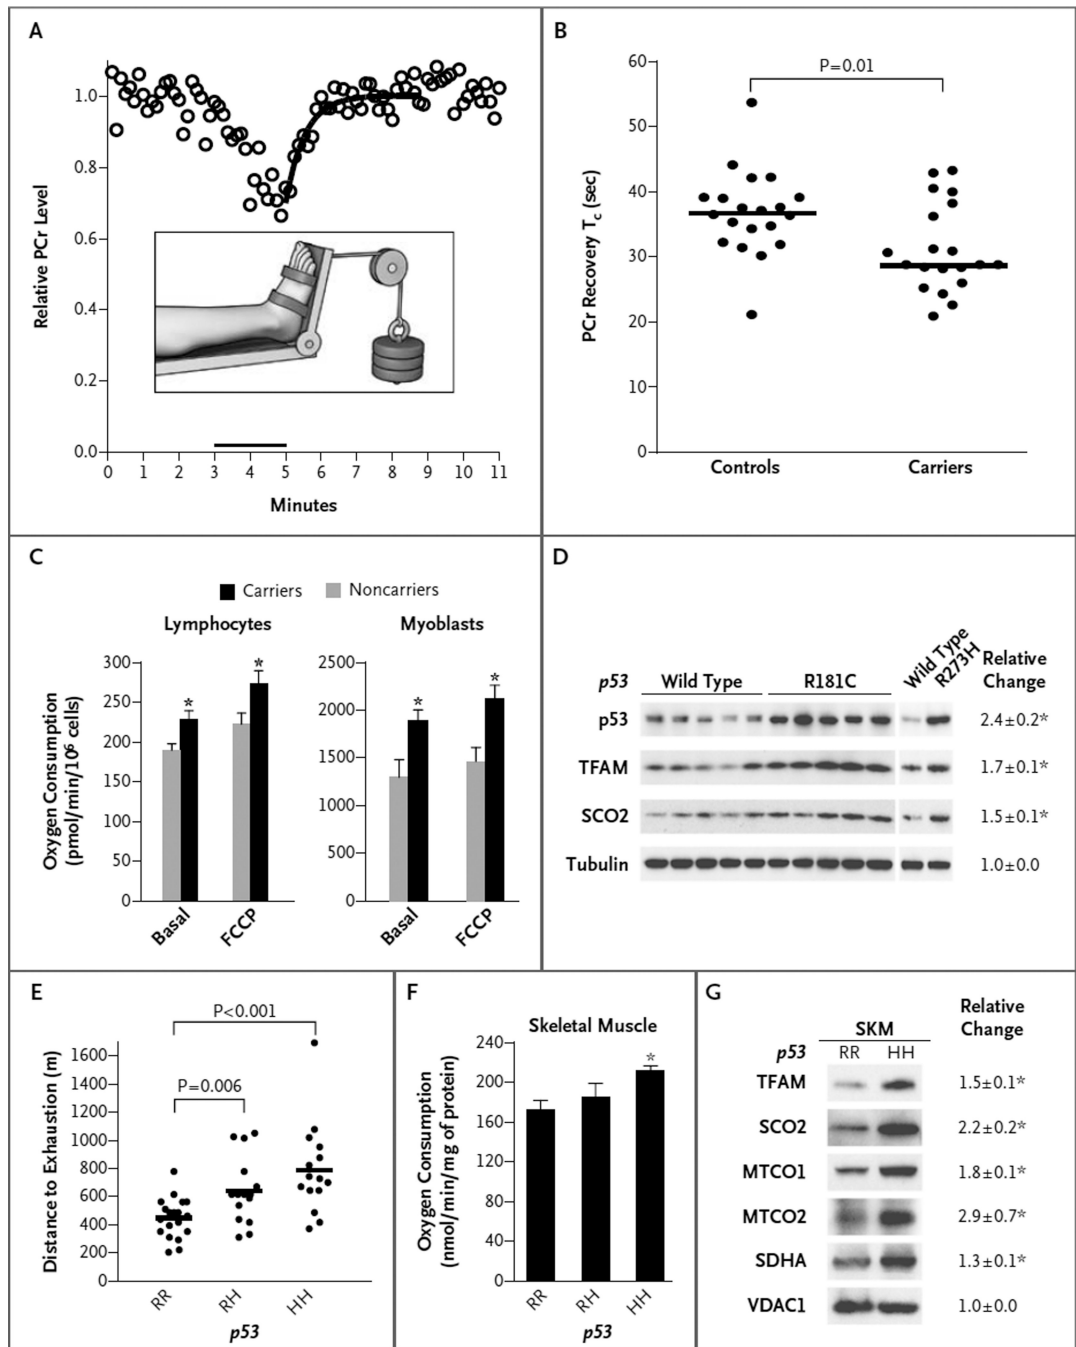 A
Relative PCr Level
1.0
0.8
0.6
0.4
0.2
0.0
0 1 2 3 4 5 6 7 8 9 10 11
Minutes
B
P=0.01
PCr Recovery Tc (sec)
60
50
40
30
20
10
0
Controls Carriers
C
Carriers Noncarriers
Lymphocytes Myoblasts
Oxygen Consumption
(pmol/min/10⁶ cells)
300
250
200
150
100
50
0
* *
Basal FCCP
2500
2000
1500
1000
500
0
* *
Basal FCCP
D
p53 Wild Type R181C Wild Type R273H Relative
Change
p53 2.4±0.2*
TFAM 1.7±0.1*
SCO2 1.5±0.1*
Tubulin 1.0±0.0
E
P<0.001
P=0.006
Distance to Exhaustion (m)
1600
1400
1200
1000
800
600
400
200
0
RR RH HH
p53
F
Skeletal Muscle
Oxygen Consumption
(nmol/min/mg of protein)
240
200
160
120
80
40
0
*
RR RH HH
p53
G
Relative
Change
SKM
p53 RR HH
TFAM 1.5±0.1*
SCO2 2.2±0.2*
MTCO1 1.8±0.1*
MTCO2 2.9±0.7*
SDHA 1.3±0.1*
VDAC1 1.0±0.0